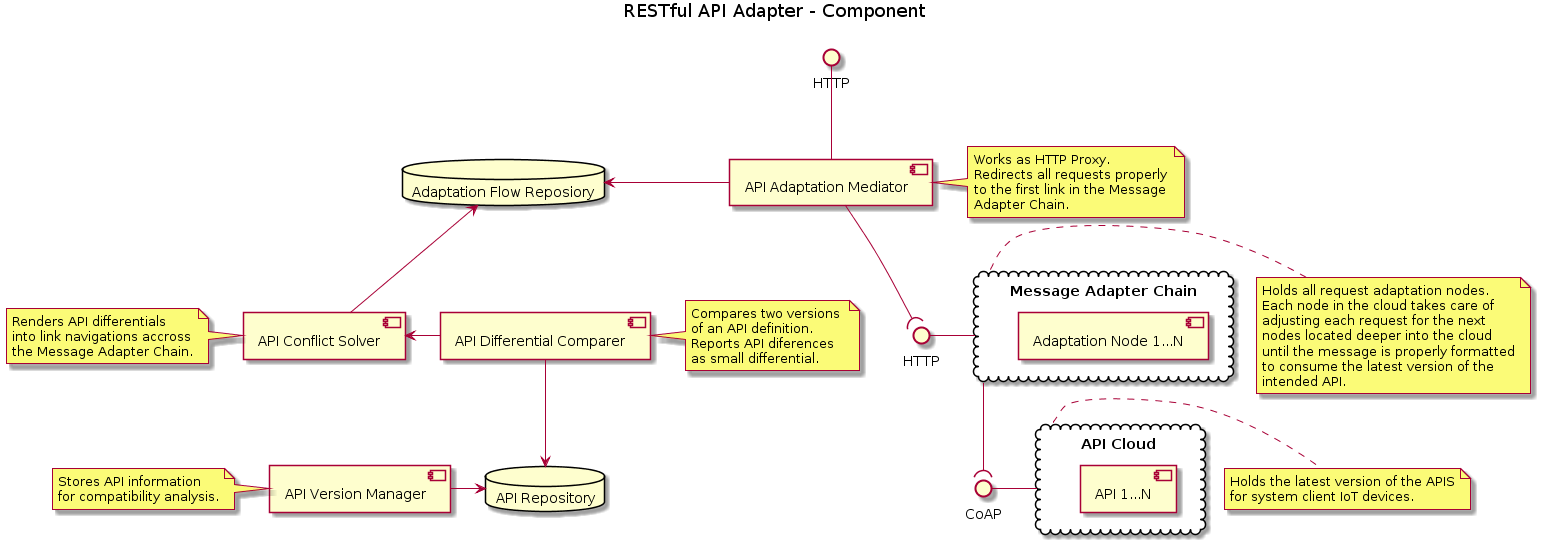 RESTful API Adapter - Component
HTTP
Adaptation Flow Reposiory
API Adaptation Mediator
Works as HTTP Proxy.
Redirects all requests properly
to the first link in the Message
Adapter Chain.
Message Adapter Chain
Adaptation Node 1...N
HTTP
Holds all request adaptation nodes.
Each node in the cloud takes care of
adjusting each request for the next
nodes located deeper into the cloud
until the message is properly formatted
to consume the latest version of the
intended API.
Renders API differentials
into link navigations accross
the Message Adapter Chain.
API Conflict Solver
API Differential Comparer
Compares two versions
of an API definition.
Reports API diferences
as small differential.
Stores API information
for compatibility analysis.
API Version Manager
API Repository
CoAP
API Cloud
API 1...N
Holds the latest version of the APIS
for system client IoT devices.